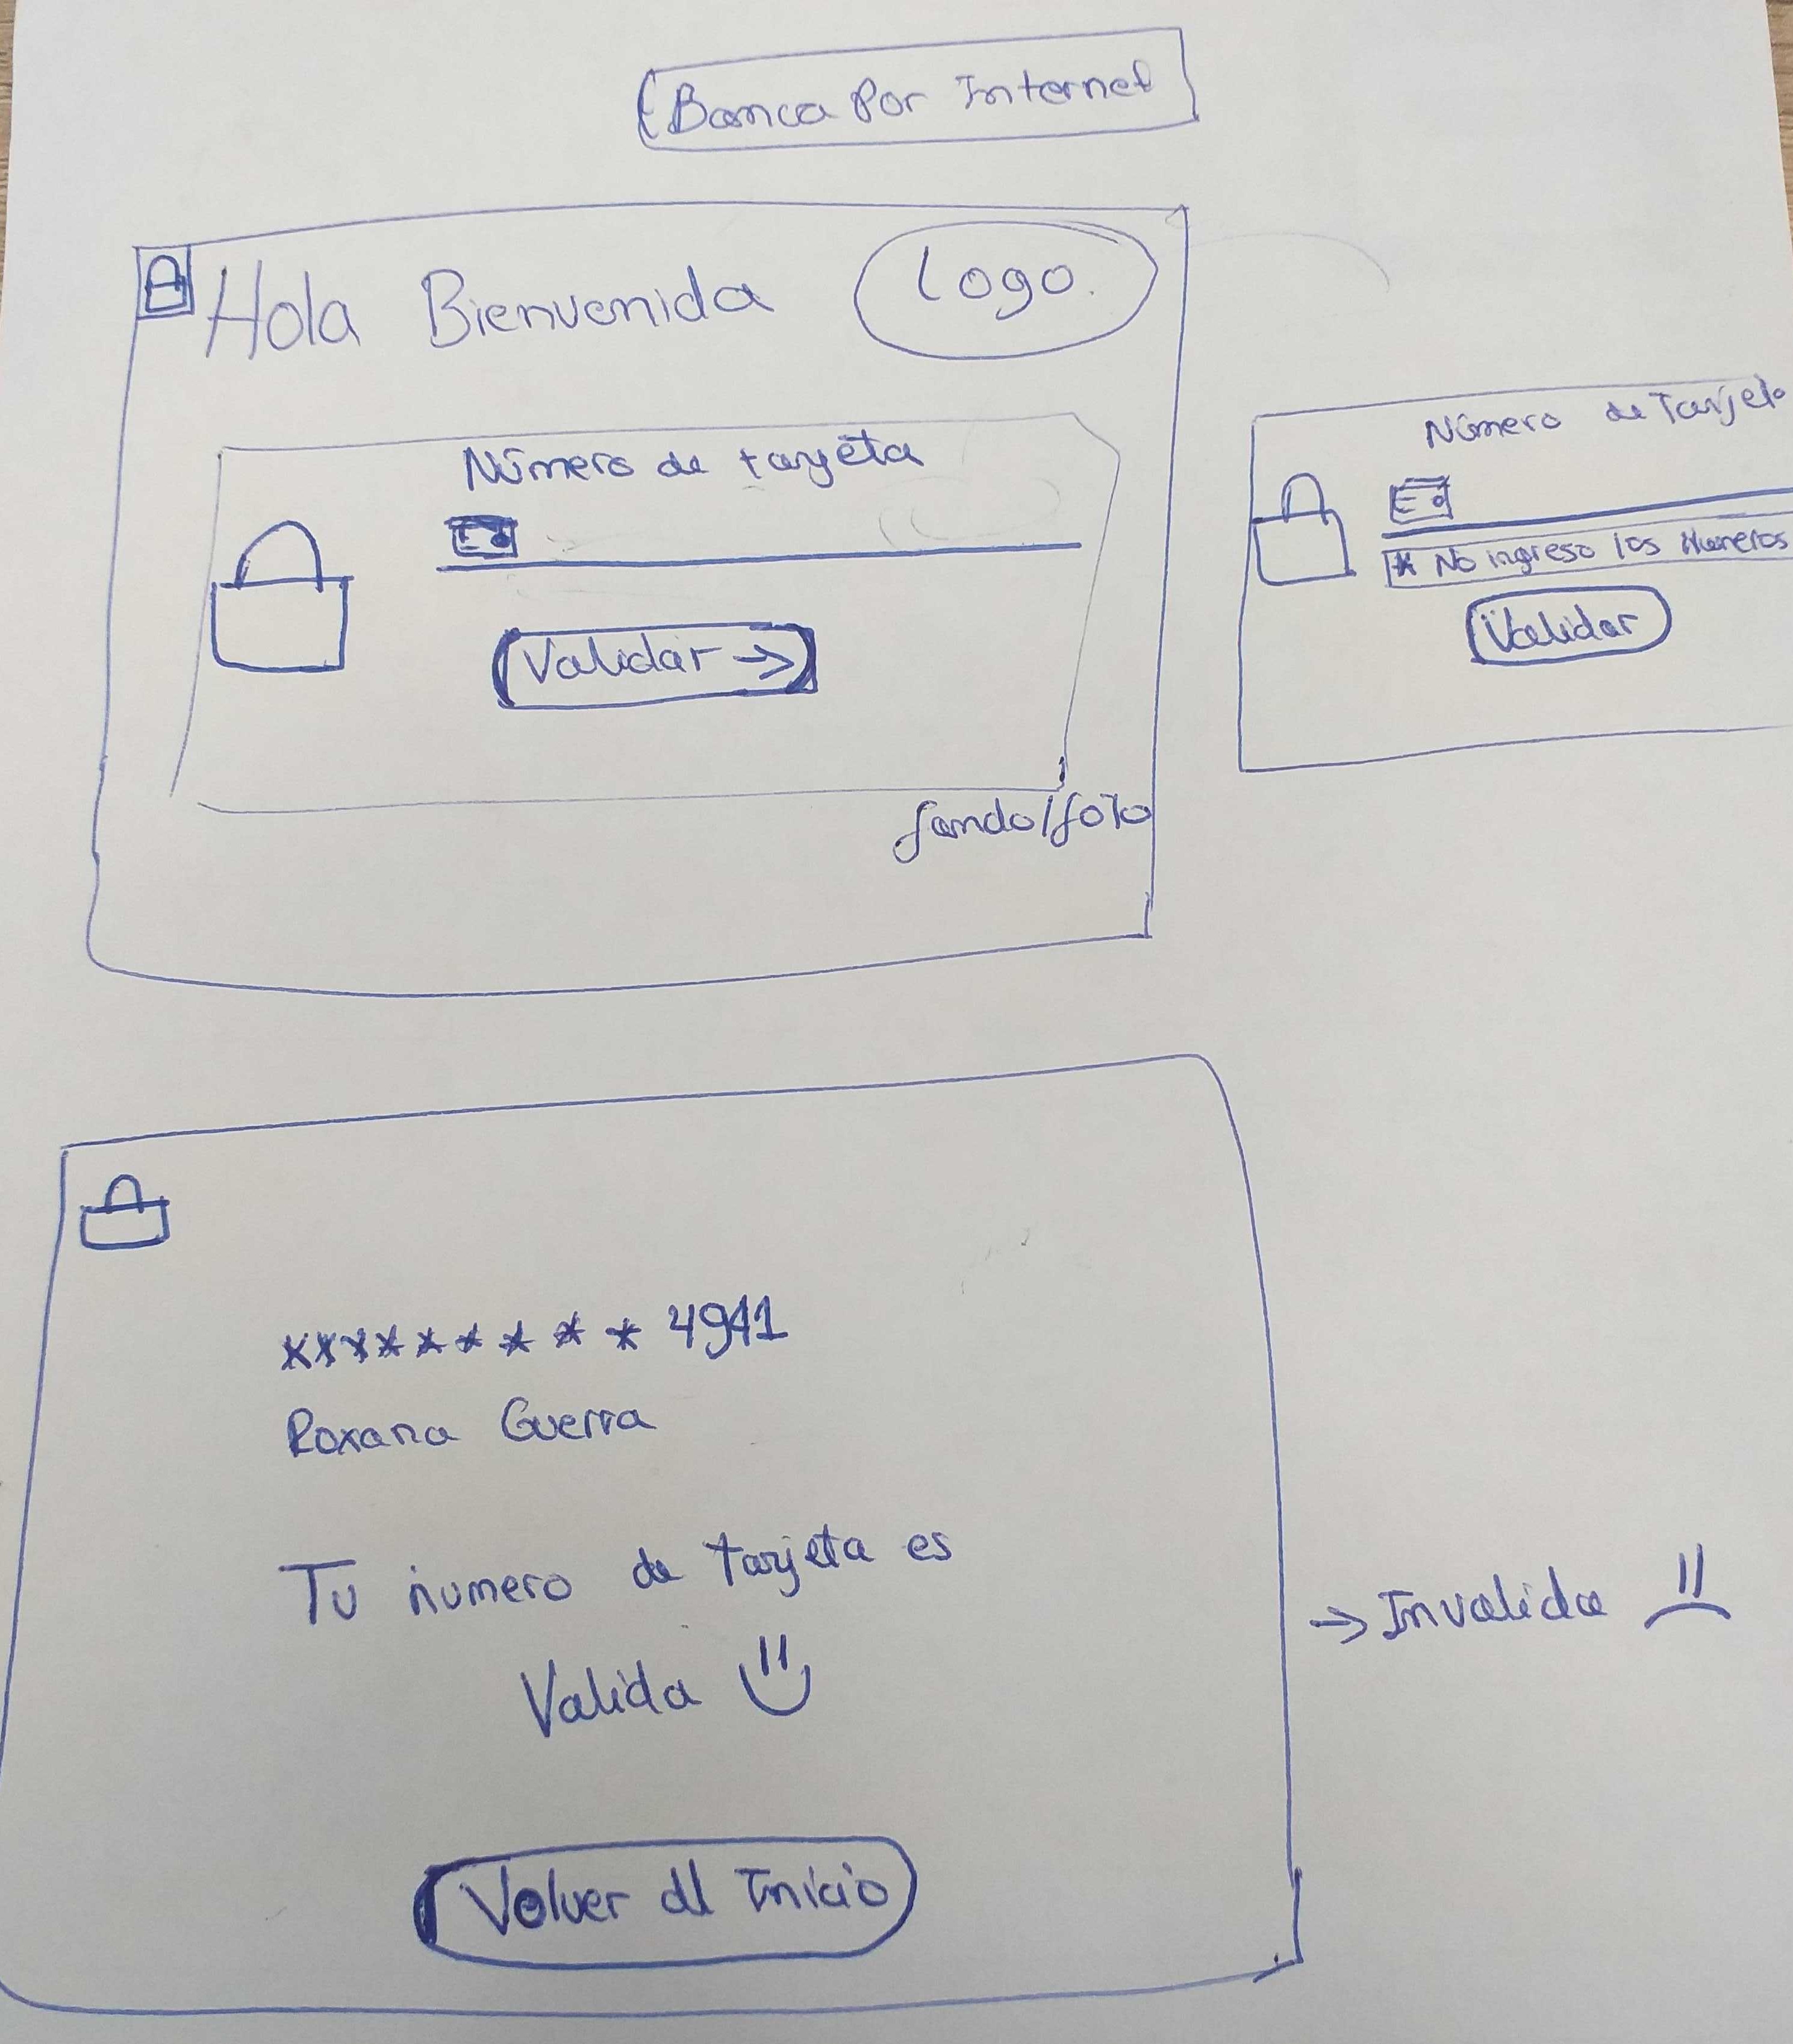 Banca Por Internet
Hola Bienvenida
Logo.
Número de tarjeta
Validar →
fondo/foto
Número de Tarjeta
* No ingreso los Numeros
Validar
********* 4941
Roxana Guerra
Tu numero de tarjeta es
Valida
→ Invalida
Volver al Inicio